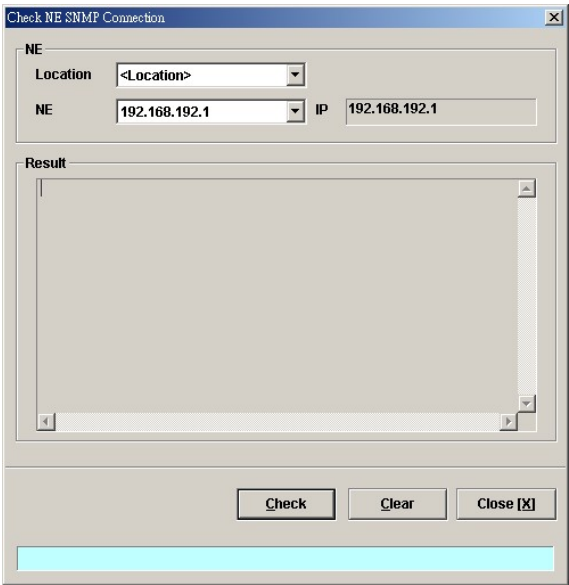 Check NE SNMP Connection
NE
Location <Location>
NE 192.168.192.1 IP 192.168.192.1
Result
Check Clear Close [X]